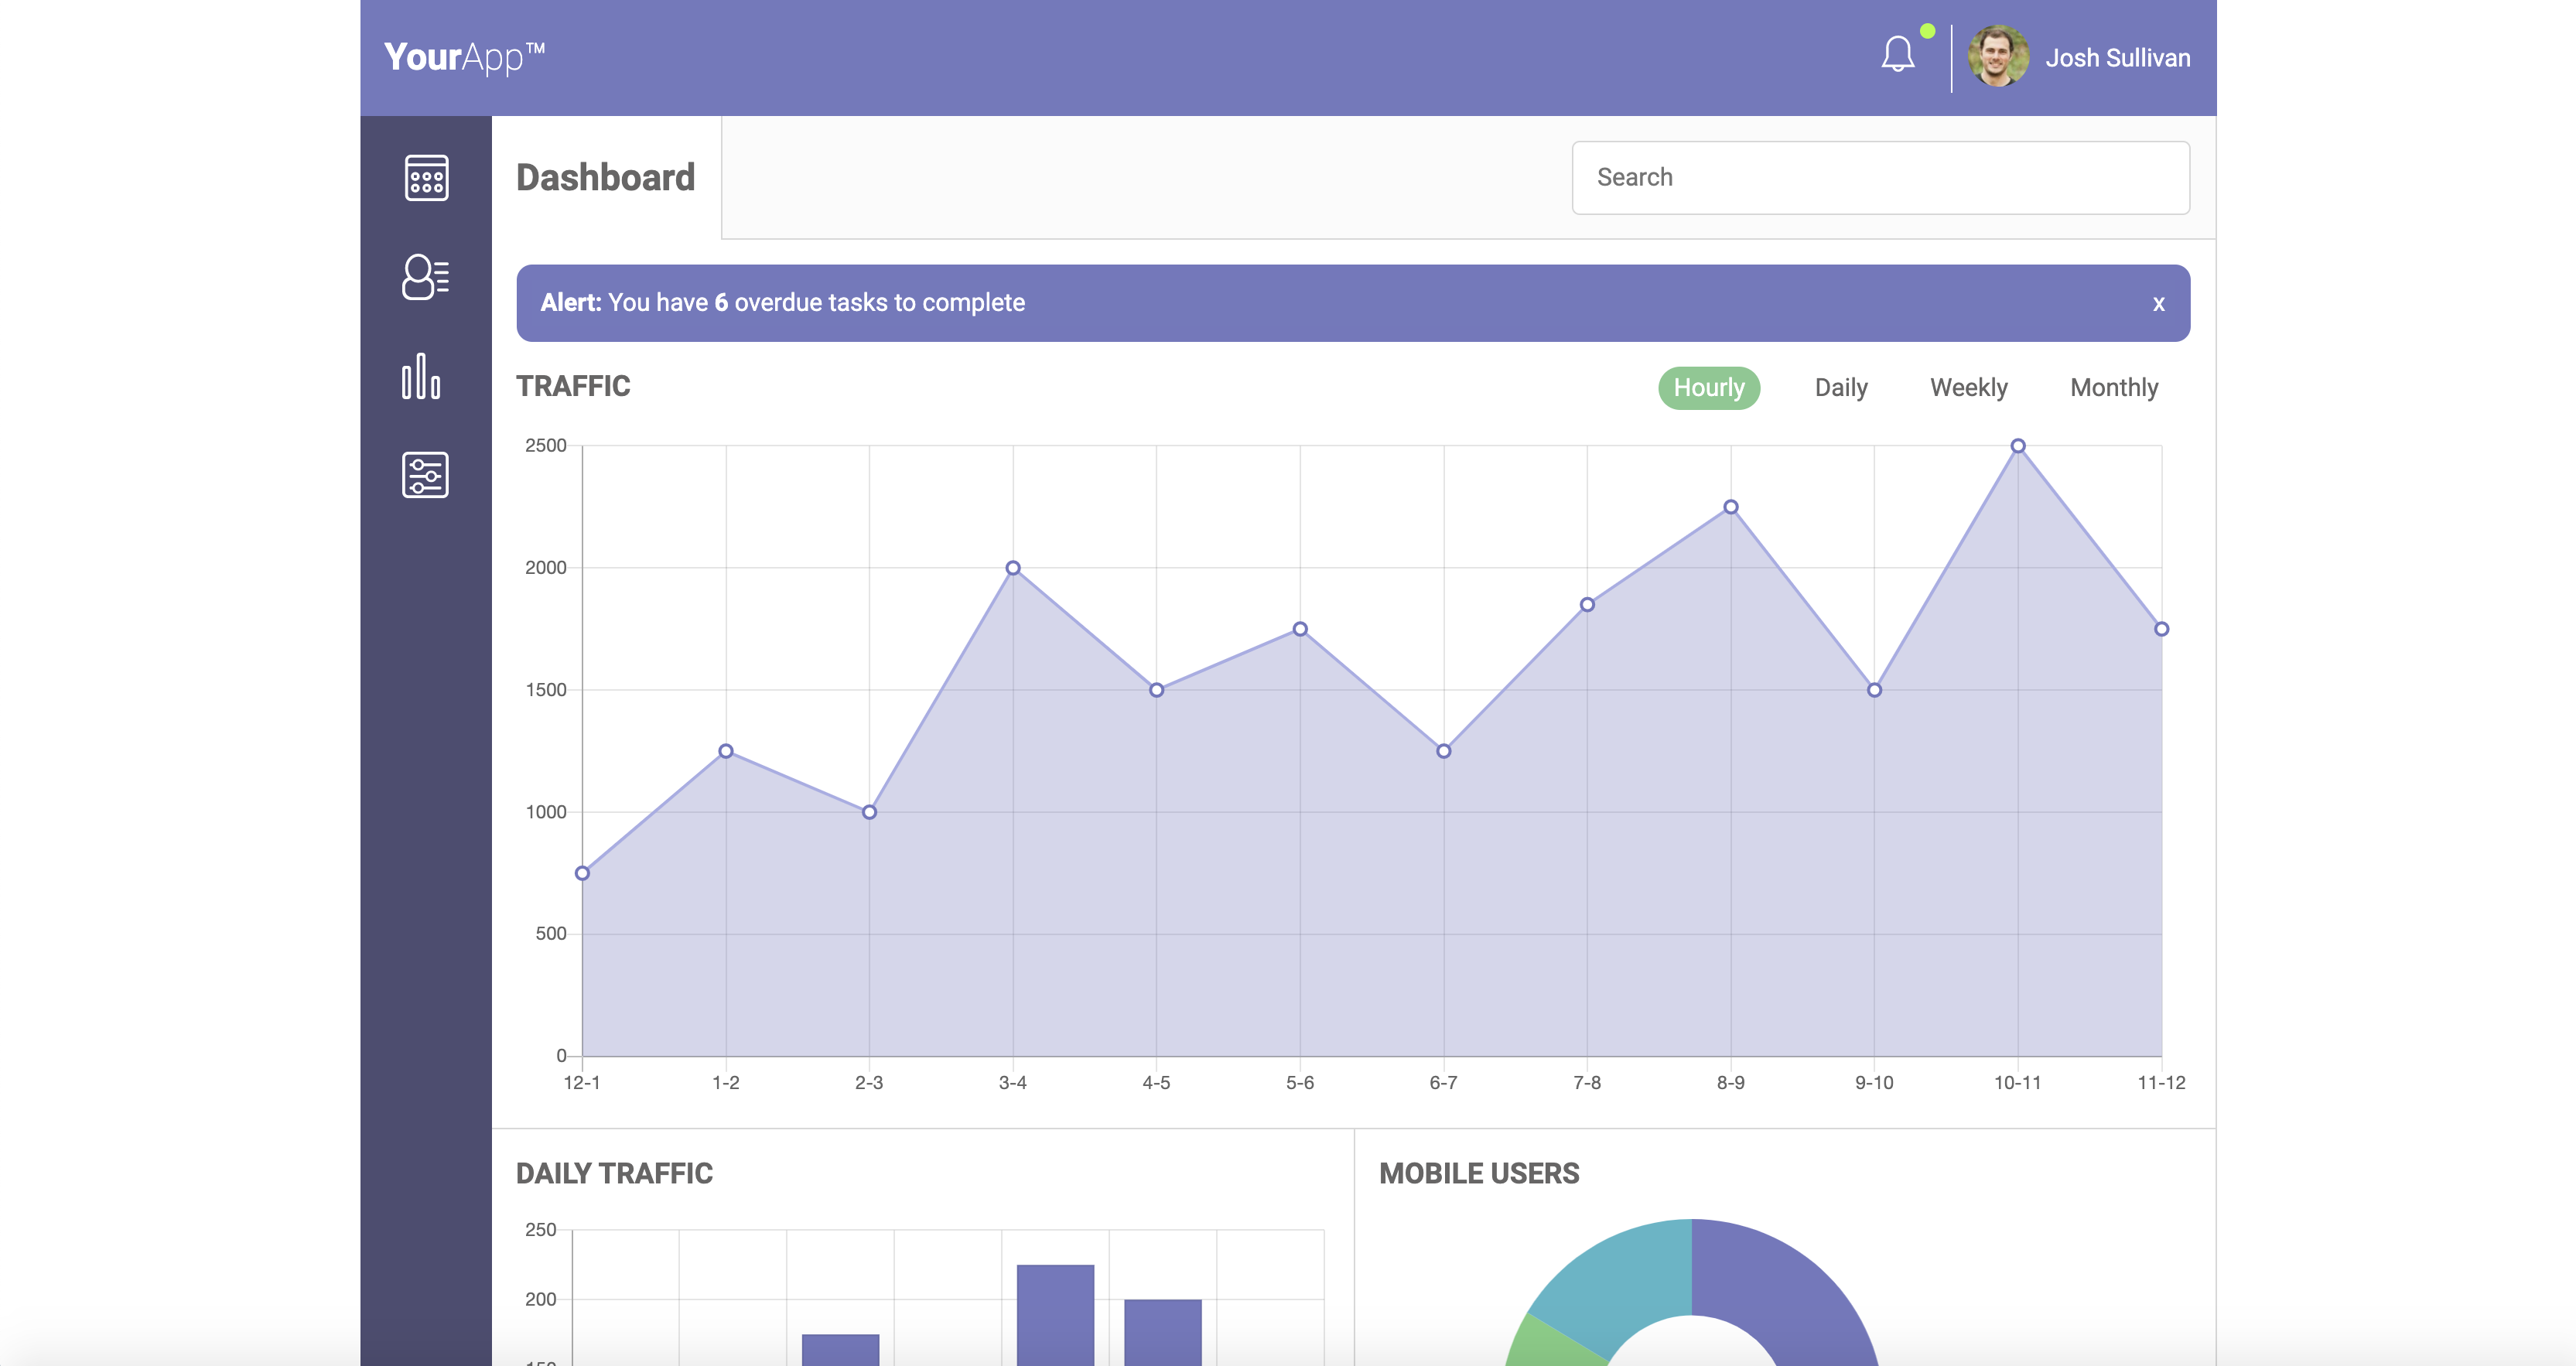 YourApp™
Josh Sullivan
Dashboard
Search
Alert: You have 6 overdue tasks to complete
x
TRAFFIC
Hourly Daily Weekly Monthly
2500
2000
1500
1000
500
0
12-1 1-2 2-3 3-4 4-5 5-6 6-7 7-8 8-9 9-10 10-11 11-12
DAILY TRAFFIC
250
200
MOBILE USERS